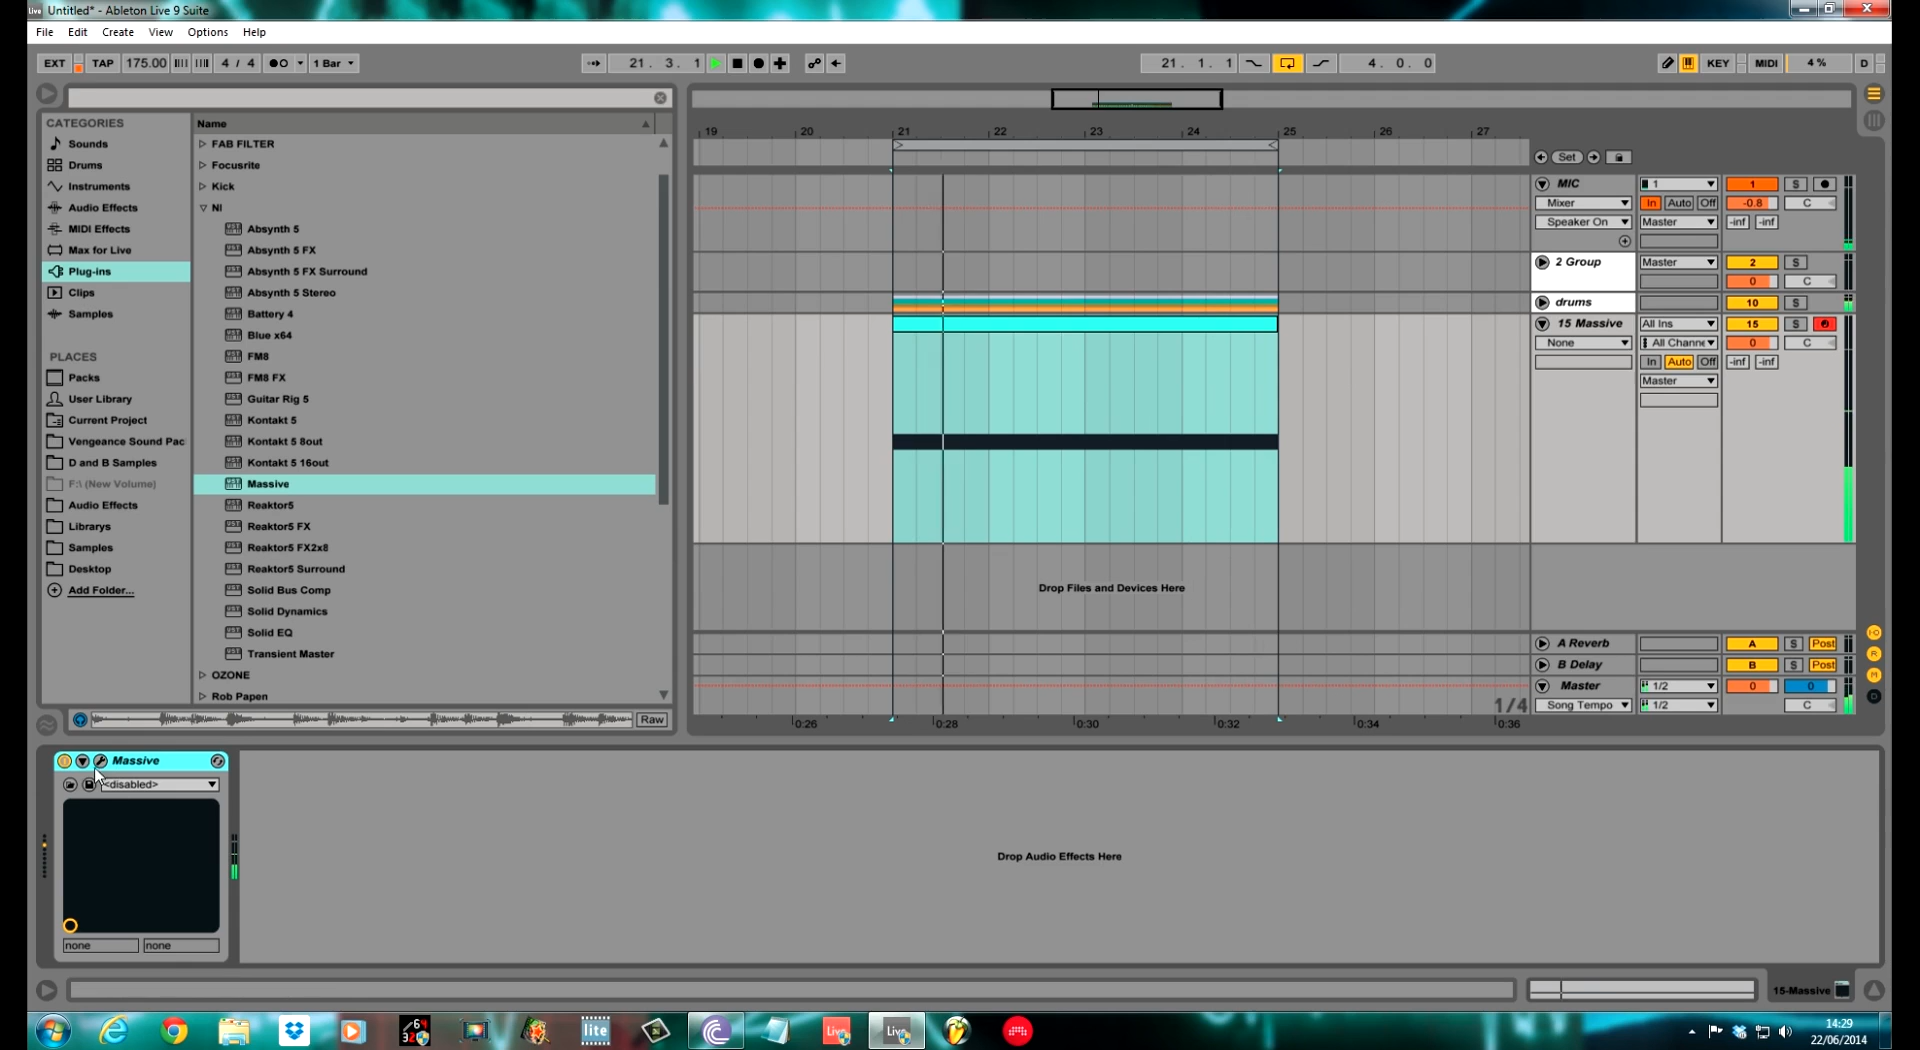 Live Untitled* - Ableton Live 9 Suite
File Edit Create View Options Help
EXT TAP 175.00 4 / 4 1 Bar 21. 3. 1 21. 1. 1 4. 0. 0 KEY MIDI 4 % D
CATEGORIES
Sounds
Drums
Instruments
Audio Effects
MIDI Effects
Max for Live
Plug-ins
Clips
Samples
PLACES
Packs
User Library
Current Project
Vengeance Sound Pac
D and B Samples
F:\ (New Volume)
Audio Effects
Librarys
Samples
Desktop
Add Folder...
Name
FAB FILTER
Focusrite
Kick
NI
Absynth 5
Absynth 5 FX
Absynth 5 FX Surround
Absynth 5 Stereo
Battery 4
Blue x64
FM8
FM8 FX
Guitar Rig 5
Kontakt 5
Kontakt 5 8out
Kontakt 5 16out
Massive
Reaktor5
Reaktor5 FX
Reaktor5 FX2x8
Reaktor5 Surround
Solid Bus Comp
Solid Dynamics
Solid EQ
Transient Master
OZONE
Rob Papen
Raw
19 20 21 22 23 24 25 26 27
Set
MIC 1 1 S
Mixer In Auto Off -0.8 C
Speaker On Master -inf -inf
2 Group Master 2 S
0 C
drums 10 S
15 Massive All Ins 15 S
None All Channe 0 C
In Auto Off -inf -inf
Master
Drop Files and Devices Here
A Reverb A S Post
B Delay B S Post
Master 1/2 0 0
1/4 Song Tempo 1/2 C
0:26 0:28 0:30 0:32 0:34 0:36
Massive
<disabled>
none none
Drop Audio Effects Here
15-Massive
64
32
lite
Live
Live
14:29
22/06/2014